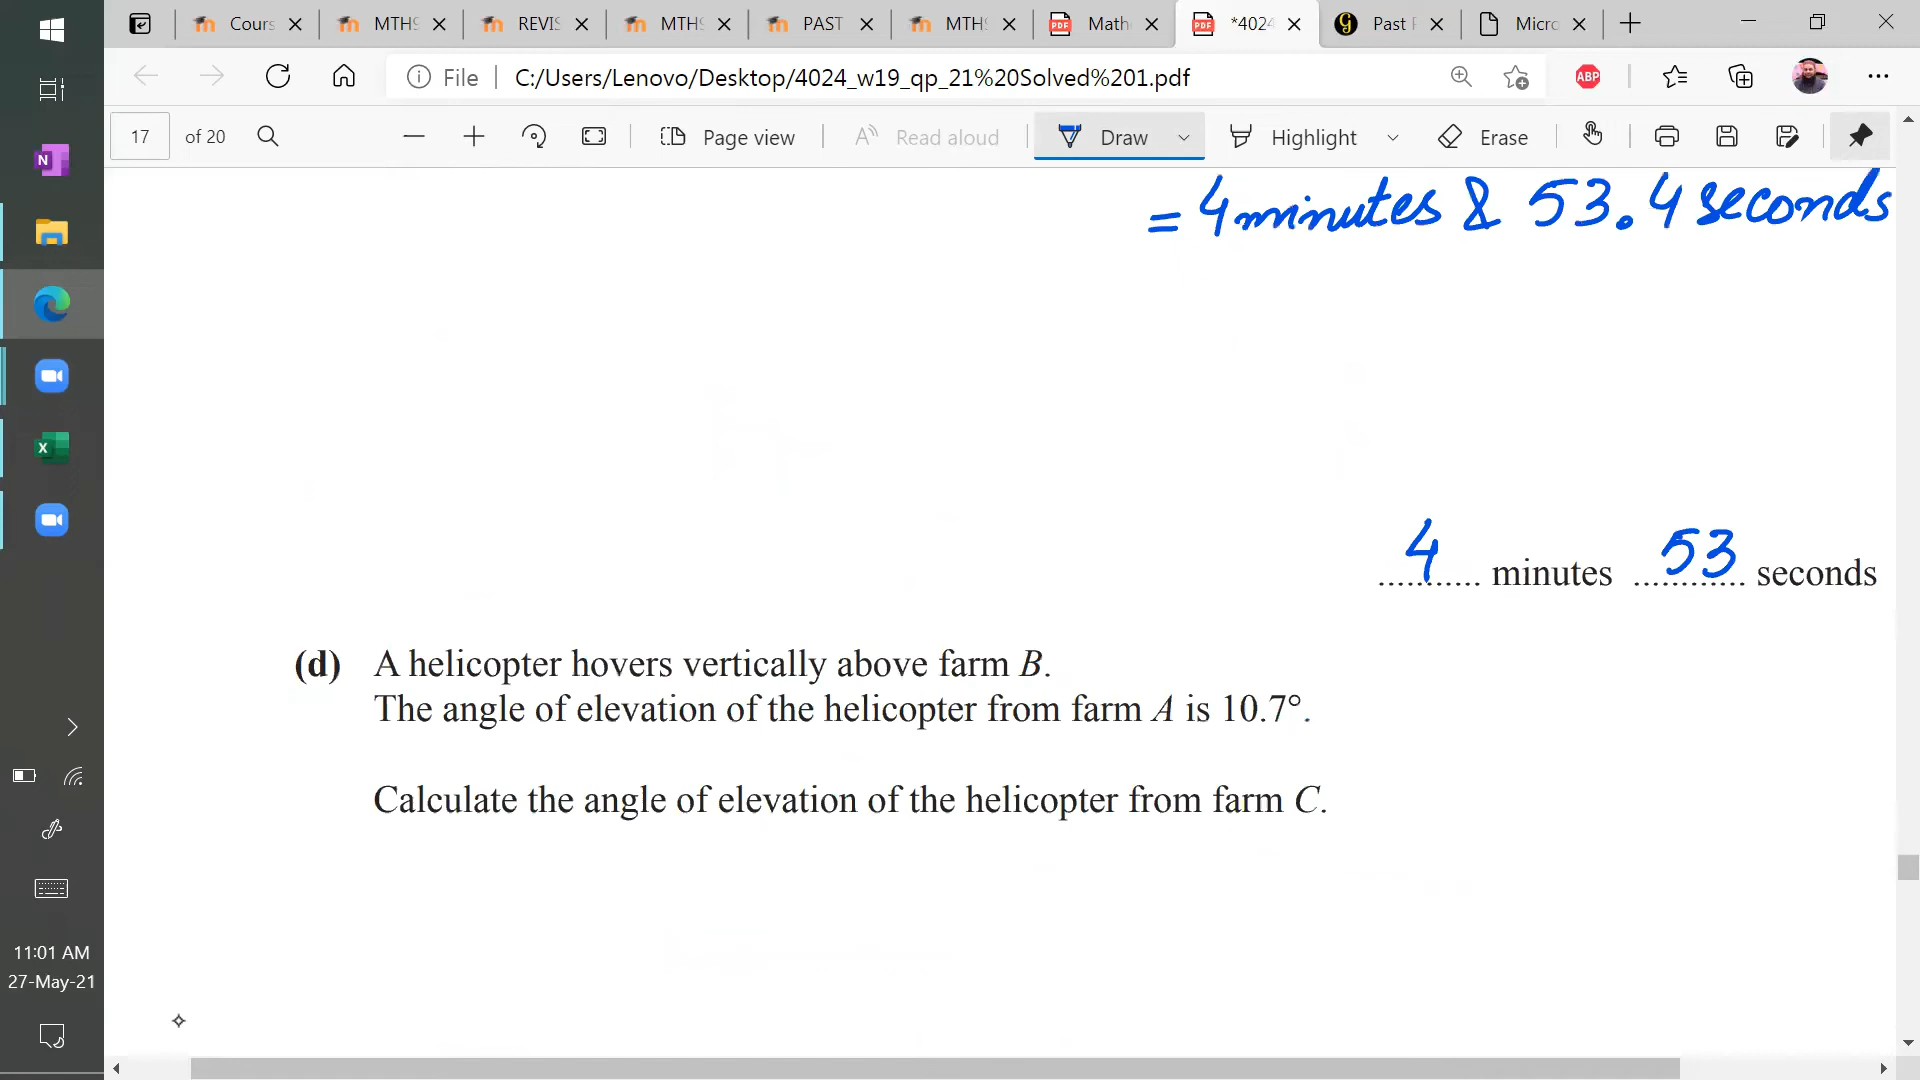 Cours
MTHS
REVIS
MTHS
PAST
MTHS
Math
*4024
Past
Micro
File
C:/Users/Lenovo/Desktop/4024_w19_qp_21%20Solved%201.pdf
ABP
17 of 20
Page view
Read aloud
Draw
Highlight
Erase
= 4 minutes & 53.4 seconds
4 minutes 53 seconds
(d) A helicopter hovers vertically above farm B.
The angle of elevation of the helicopter from farm A is 10.7°.
Calculate the angle of elevation of the helicopter from farm C.
11:01 AM
27-May-21